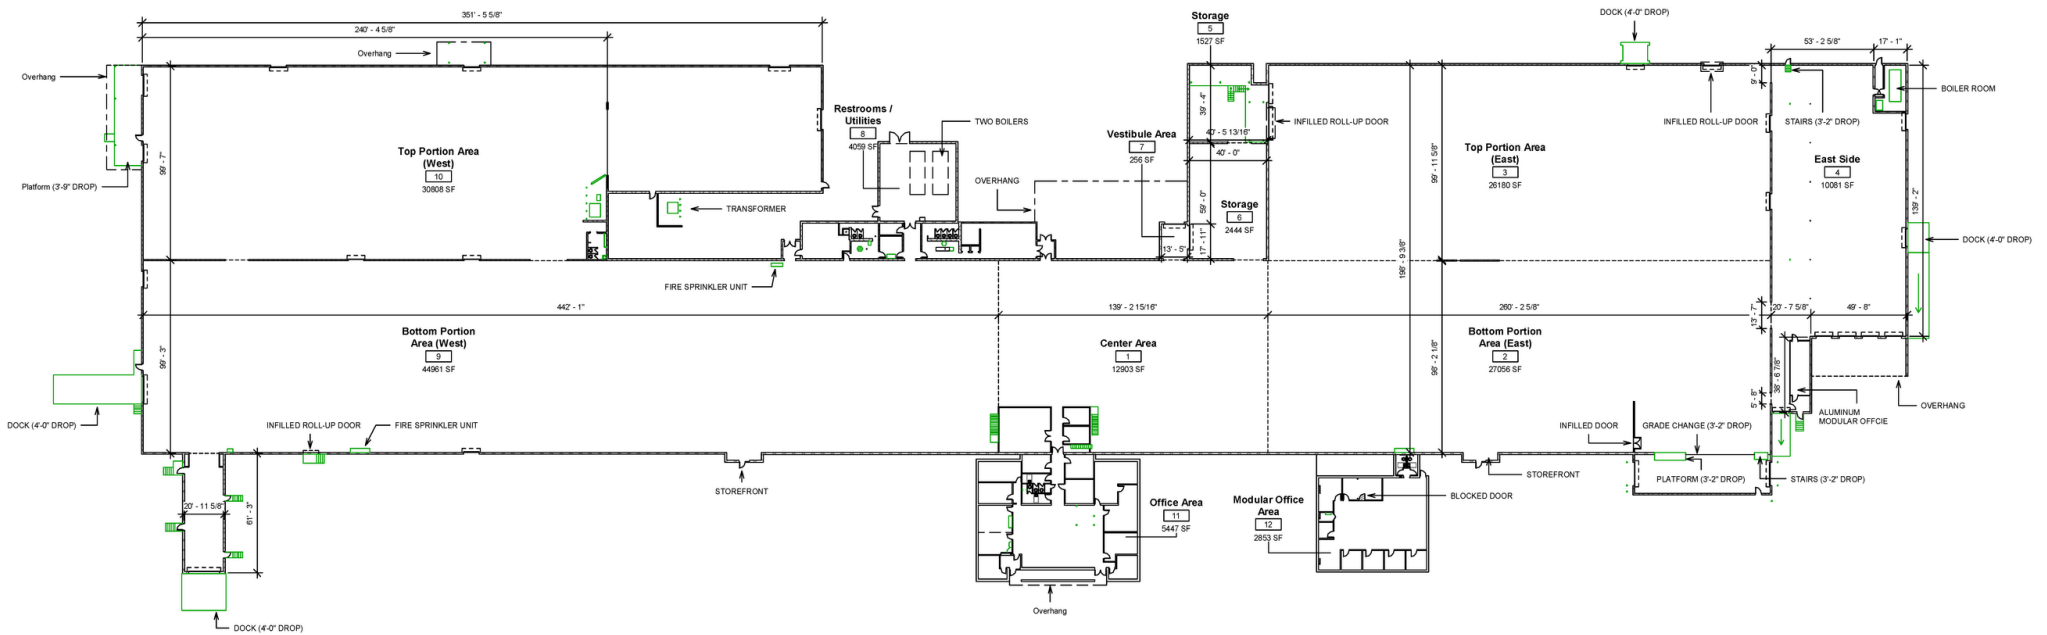 351' - 5 5/8"
240' - 4 5/8"
Overhang
Overhang
Platform (3'-9" DROP)
99' - 7"
Top Portion Area
(West)
10
30808 SF
TRANSFORMER
Restrooms /
Utilities
8
4059 SF
TWO BOILERS
OVERHANG
Vestibule Area
7
256 SF
13' - 5"
Storage
5
1527 SF
39' - 4"
40' - 5 13/16"
40' - 0"
59' - 0"
Storage
6
2444 SF
17' - 11"
INFILLED ROLL-UP DOOR
198' - 9 3/8"
99' - 11 5/8"
Top Portion Area
(East)
3
26180 SF
DOCK (4'-0" DROP)
INFILLED ROLL-UP DOOR
53' - 2 5/8"
17' - 1"
9' - 0"
STAIRS (3'-2" DROP)
BOILER ROOM
East Side
4
10081 SF
139' - 2"
DOCK (4'-0" DROP)
FIRE SPRINKLER UNIT
442' - 1"
139' - 2 15/16"
260' - 2 5/8"
13' - 7"
20' - 7 5/8"
49' - 8"
99' - 3"
Bottom Portion
Area (West)
9
44961 SF
Center Area
1
12903 SF
98' - 2 1/8"
Bottom Portion
Area (East)
2
27056 SF
38' - 6 7/8"
5' - 8"
OVERHANG
ALUMINUM
MODULAR OFFCIE
DOCK (4'-0" DROP)
INFILLED ROLL-UP DOOR
FIRE SPRINKLER UNIT
INFILLED DOOR
GRADE CHANGE (3'-2" DROP)
STOREFRONT
STOREFRONT
PLATFORM (3'-2" DROP)
STAIRS (3'-2" DROP)
20' - 11 5/8"
61' - 3"
Office Area
11
5447 SF
Modular Office
Area
12
2853 SF
BLOCKED DOOR
Overhang
DOCK (4'-0" DROP)